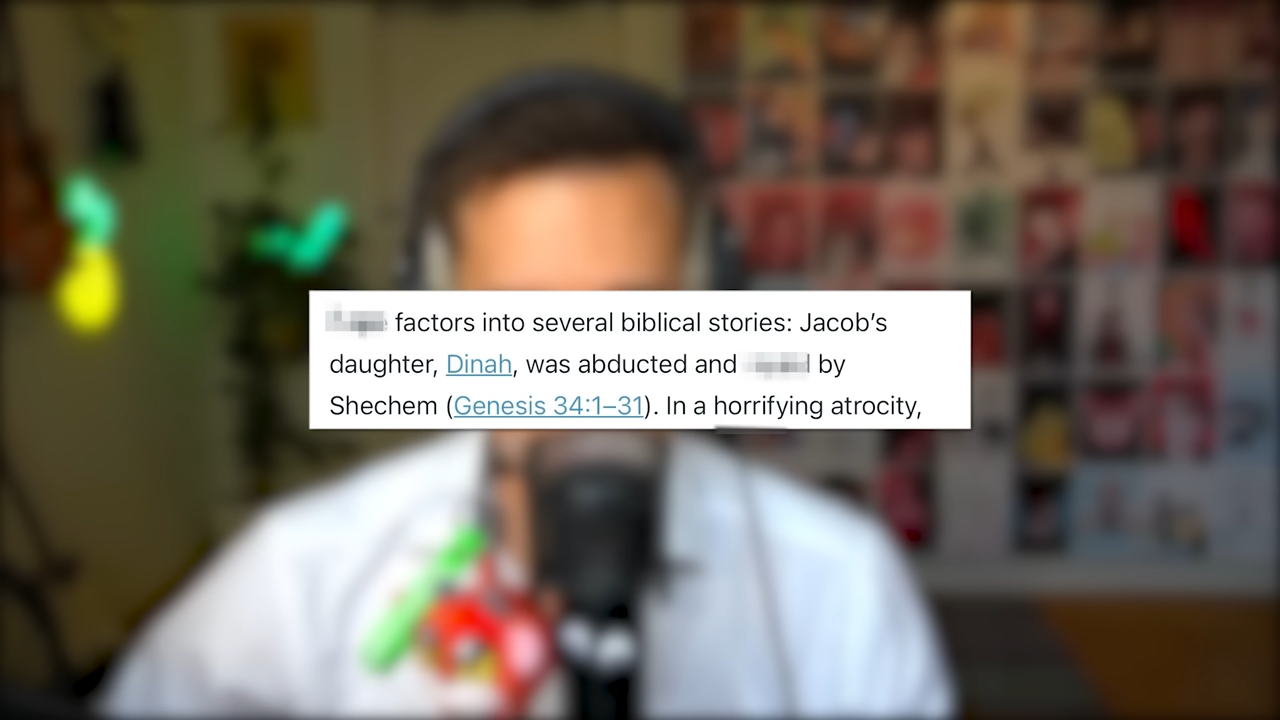 factors into several biblical stories: Jacob’s
daughter, Dinah, was abducted and by
Shechem (Genesis 34:1–31). In a horrifying atrocity,